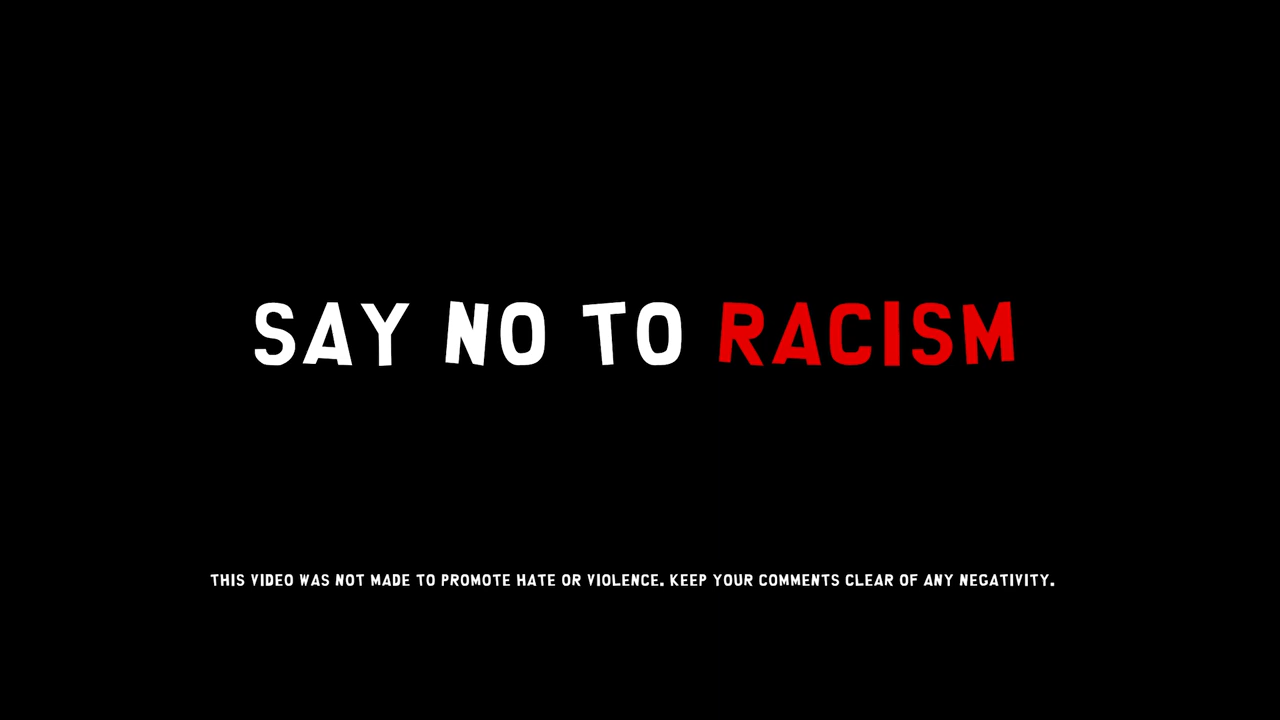 SAY NO TO RACISM
THIS VIDEO WAS NOT MADE TO PROMOTE HATE OR VIOLENCE. KEEP YOUR COMMENTS CLEAR OF ANY NEGATIVITY.